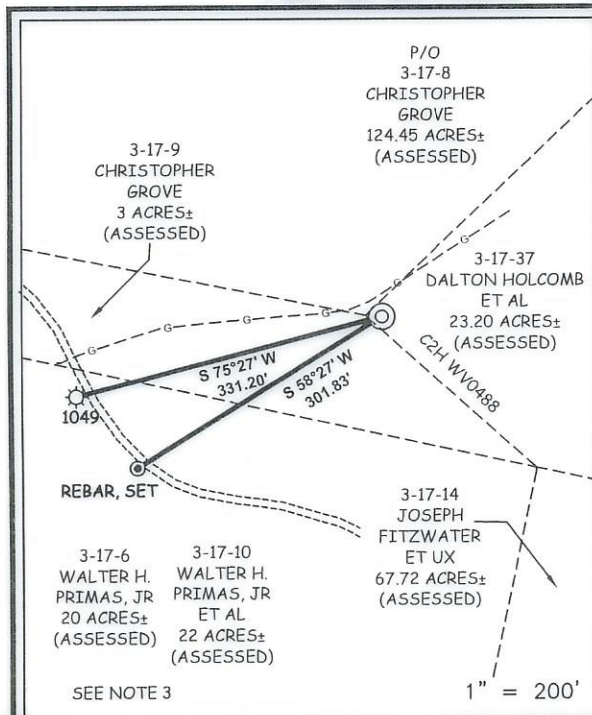 P/O
3-17-8
CHRISTOPHER
GROVE
124.45 ACRES±
(ASSESSED)
3-17-9
CHRISTOPHER
GROVE
3 ACRES±
(ASSESSED)
G
G
G
G
G
G
3-17-37
DALTON HOLCOMB
ET AL
23.20 ACRES±
(ASSESSED)
C2H WV0488
S 75°27' W
331.20'
S 58°27' W
301.83'
1049
REBAR, SET
3-17-14
JOSEPH
FITZWATER
ET UX
67.72 ACRES±
(ASSESSED)
3-17-6
WALTER H.
PRIMAS, JR
20 ACRES±
(ASSESSED)
3-17-10
WALTER H.
PRIMAS, JR
ET AL
22 ACRES±
(ASSESSED)
SEE NOTE 3
1" = 200'